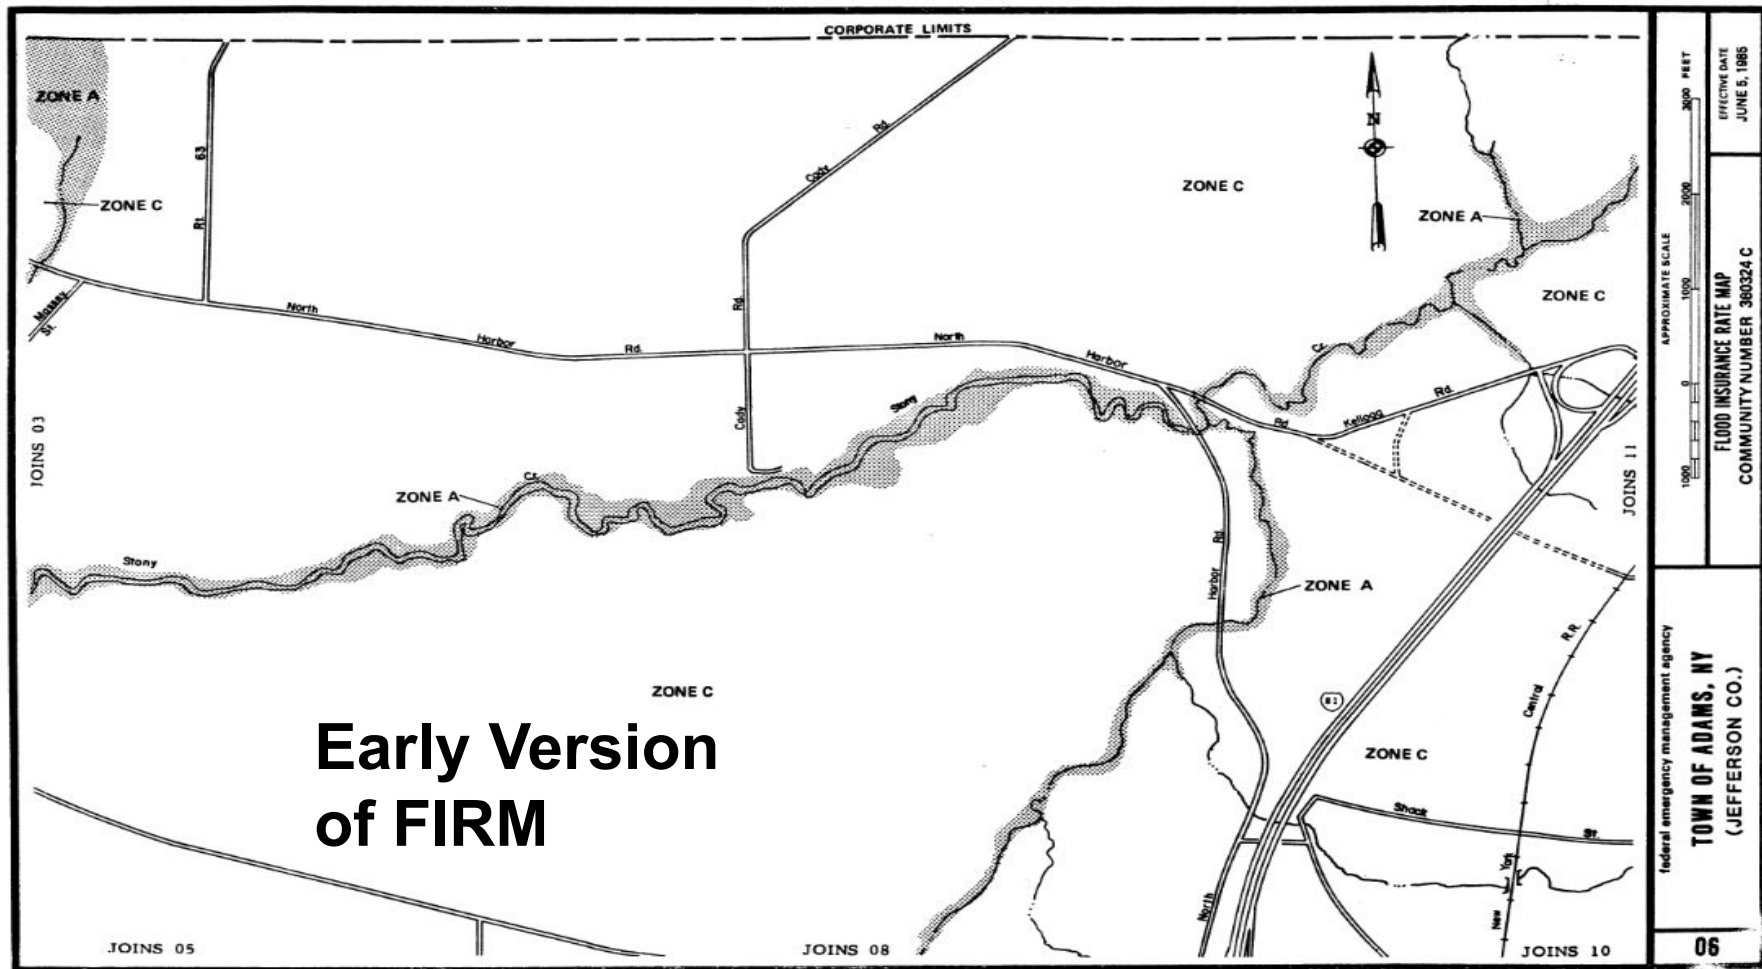 CORPORATE LIMITS
ZONE A
ZONE C
Rt. 63
Massey
St.
North
Harbor
Rd.
Cody
Rd.
Rd.
Cody
N
ZONE C
ZONE A
ZONE C
North
Harbor
Rd.
Kellogg
Rd.
Cr.
Stony
Cr.
ZONE A
Stony
JOINS 03
JOINS 11
Harbor
Rd.
ZONE A
ZONE C
Early Version
of FIRM
81
ZONE C
R.R.
Central
York
New
Shack
St.
North
JOINS 05
JOINS 08
JOINS 10
APPROXIMATE SCALE
1000 0 1000 2000 3000 FEET
EFFECTIVE DATE
JUNE 5, 1985
FLOOD INSURANCE RATE MAP
COMMUNITY NUMBER 360324 C
federal emergency management agency
TOWN OF ADAMS, NY
(JEFFERSON CO.)
06